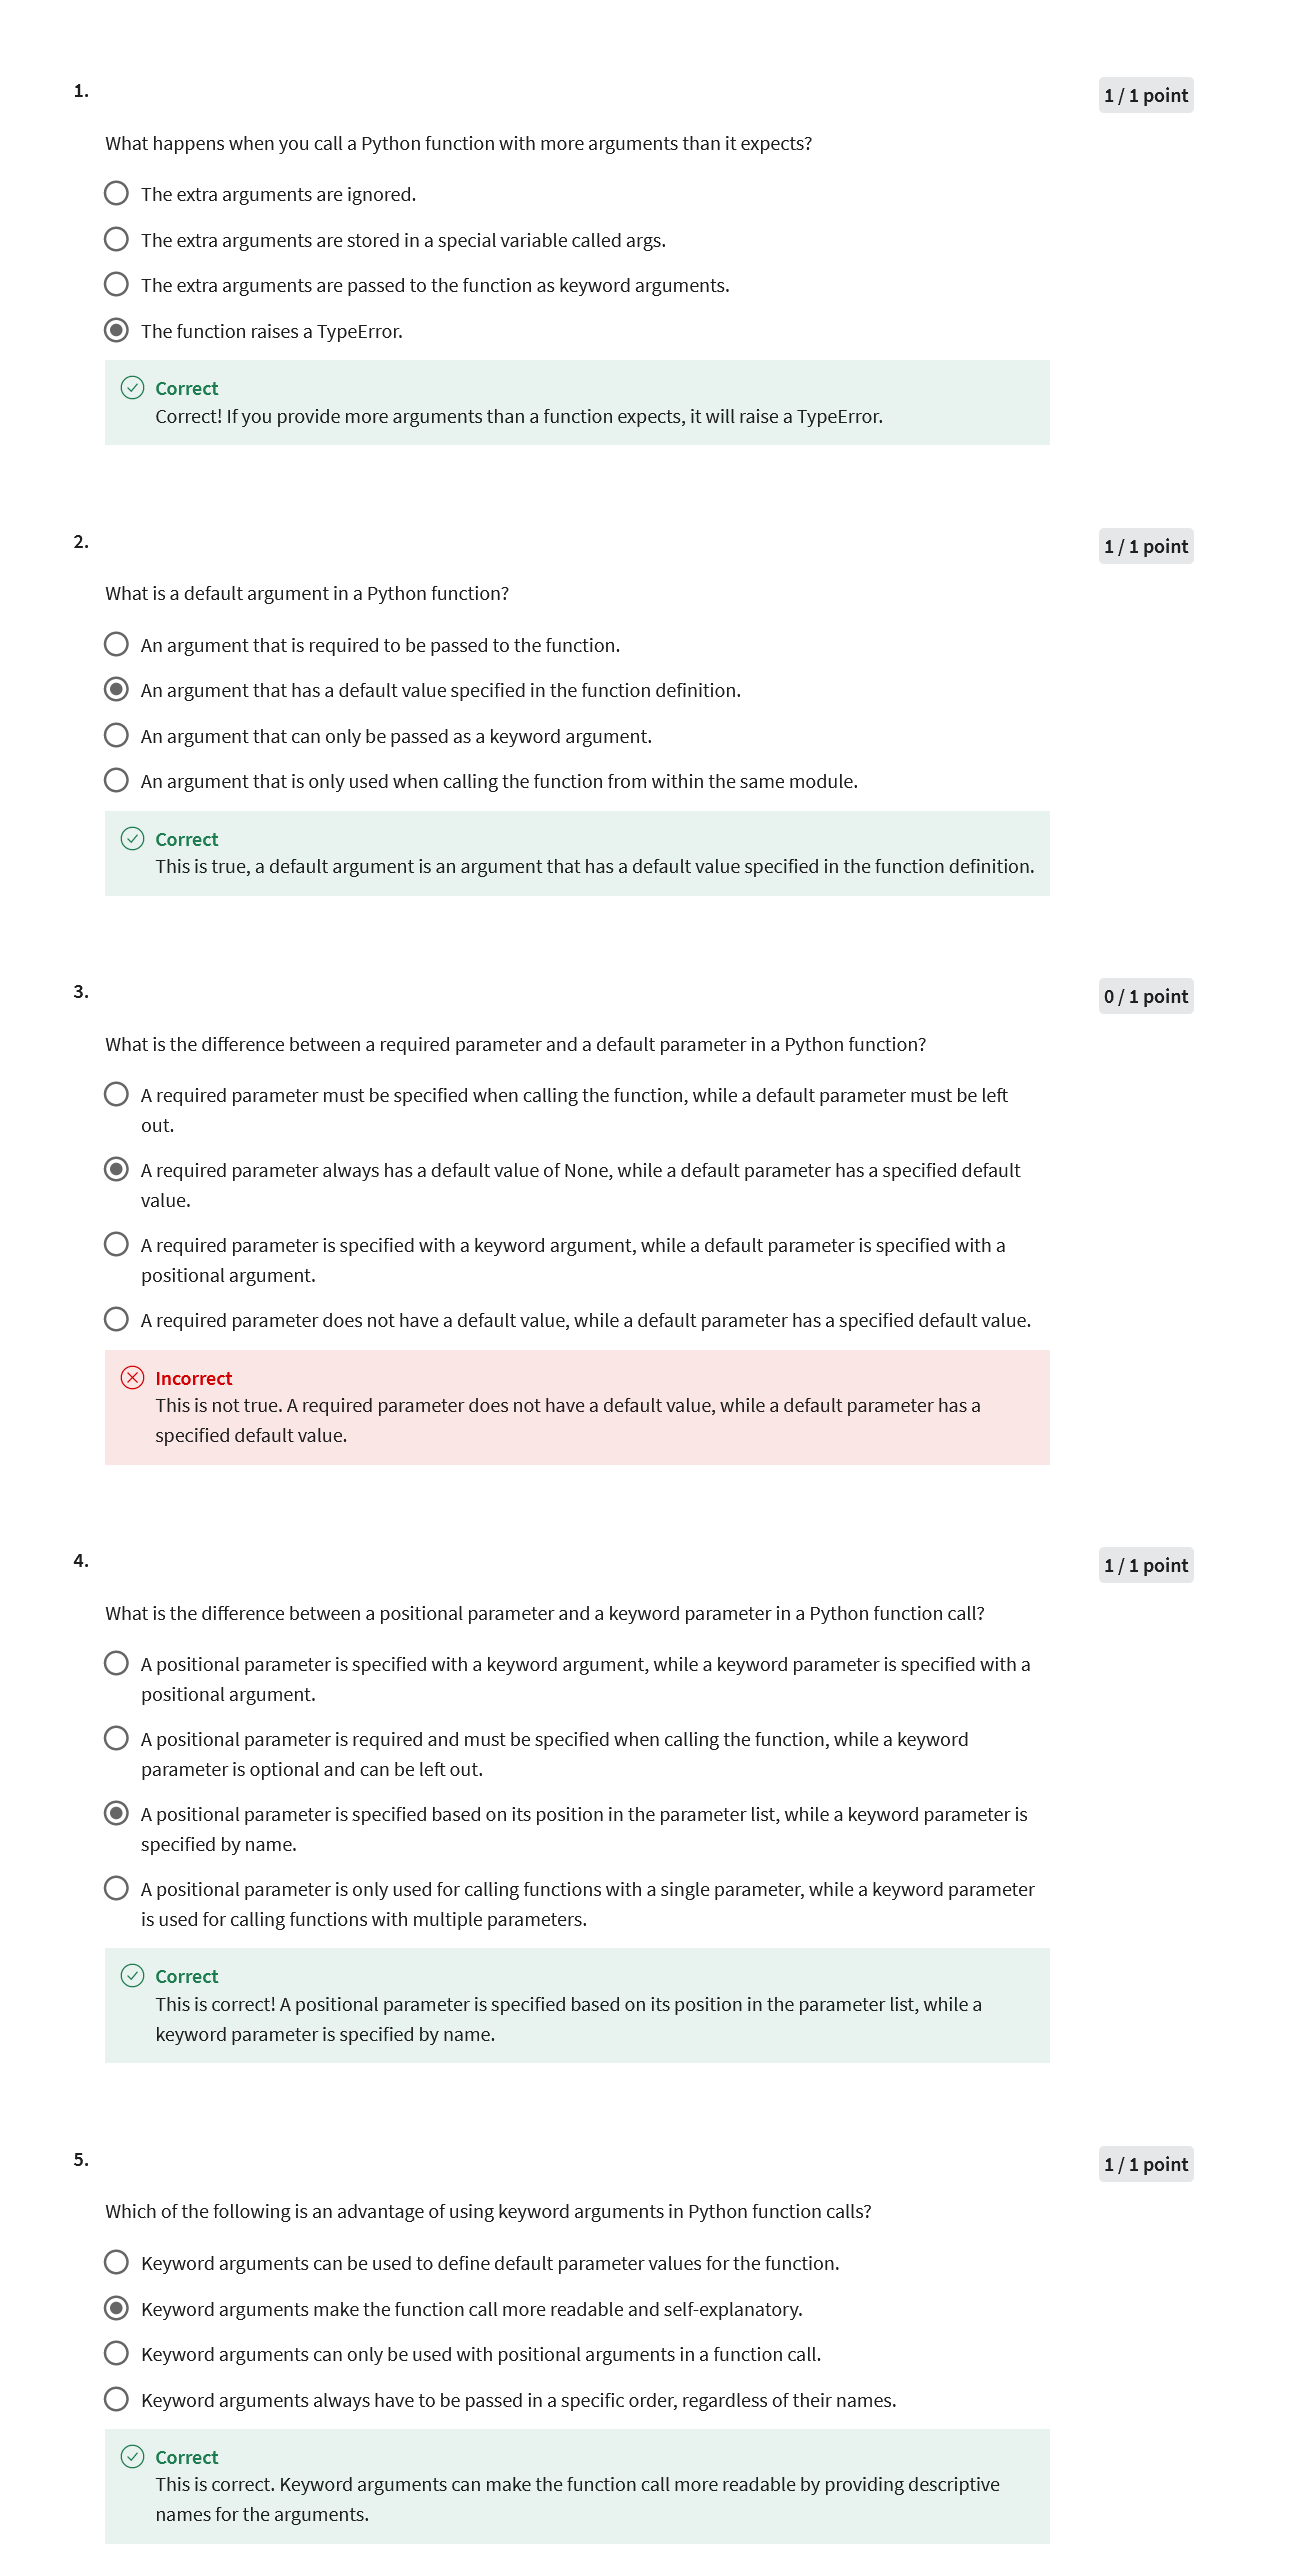 1.
1 / 1 point
What happens when you call a Python function with more arguments than it expects?
The extra arguments are ignored.
The extra arguments are stored in a special variable called args.
The extra arguments are passed to the function as keyword arguments.
The function raises a TypeError.
Correct
Correct! If you provide more arguments than a function expects, it will raise a TypeError.
2.
1 / 1 point
What is a default argument in a Python function?
An argument that is required to be passed to the function.
An argument that has a default value specified in the function definition.
An argument that can only be passed as a keyword argument.
An argument that is only used when calling the function from within the same module.
Correct
This is true, a default argument is an argument that has a default value specified in the function definition.
3.
0 / 1 point
What is the difference between a required parameter and a default parameter in a Python function?
A required parameter must be specified when calling the function, while a default parameter must be left
out.
A required parameter always has a default value of None, while a default parameter has a specified default
value.
A required parameter is specified with a keyword argument, while a default parameter is specified with a
positional argument.
A required parameter does not have a default value, while a default parameter has a specified default value.
Incorrect
This is not true. A required parameter does not have a default value, while a default parameter has a
specified default value.
4.
1 / 1 point
What is the difference between a positional parameter and a keyword parameter in a Python function call?
A positional parameter is specified with a keyword argument, while a keyword parameter is specified with a
positional argument.
A positional parameter is required and must be specified when calling the function, while a keyword
parameter is optional and can be left out.
A positional parameter is specified based on its position in the parameter list, while a keyword parameter is
specified by name.
A positional parameter is only used for calling functions with a single parameter, while a keyword parameter
is used for calling functions with multiple parameters.
Correct
This is correct! A positional parameter is specified based on its position in the parameter list, while a
keyword parameter is specified by name.
5.
1 / 1 point
Which of the following is an advantage of using keyword arguments in Python function calls?
Keyword arguments can be used to define default parameter values for the function.
Keyword arguments make the function call more readable and self-explanatory.
Keyword arguments can only be used with positional arguments in a function call.
Keyword arguments always have to be passed in a specific order, regardless of their names.
Correct
This is correct. Keyword arguments can make the function call more readable by providing descriptive
names for the arguments.